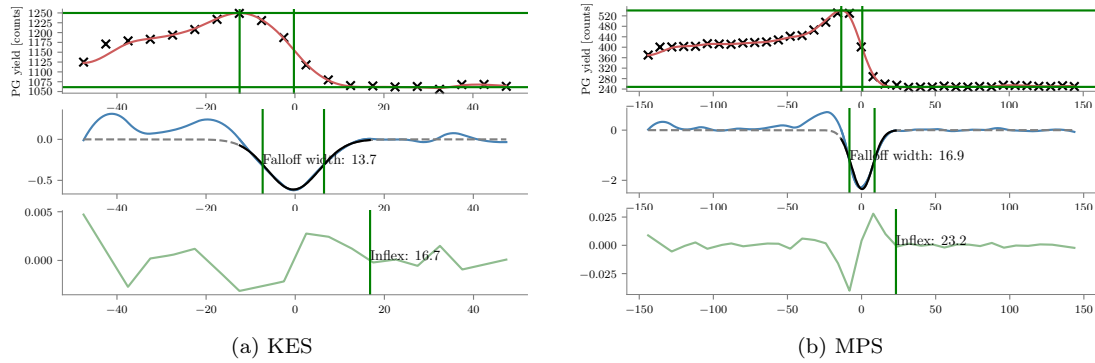 PG yield [counts]
1250
1225
1200
1175
1150
1125
1100
1075
1050
−40 −20 0 20 40
0.0
−0.5
Falloff width: 13.7
−40 −20 0 20 40
0.005
0.000
Inflex: 16.7
−40 −20 0 20 40
(a) KES
PG yield [counts]
520
480
440
400
360
320
280
240
−150 −100 −50 0 50 100 150
0
−2
Falloff width: 16.9
−150 −100 −50 0 50 100 150
0.025
0.000
−0.025
Inflex: 23.2
−150 −100 −50 0 50 100 150
(b) MPS